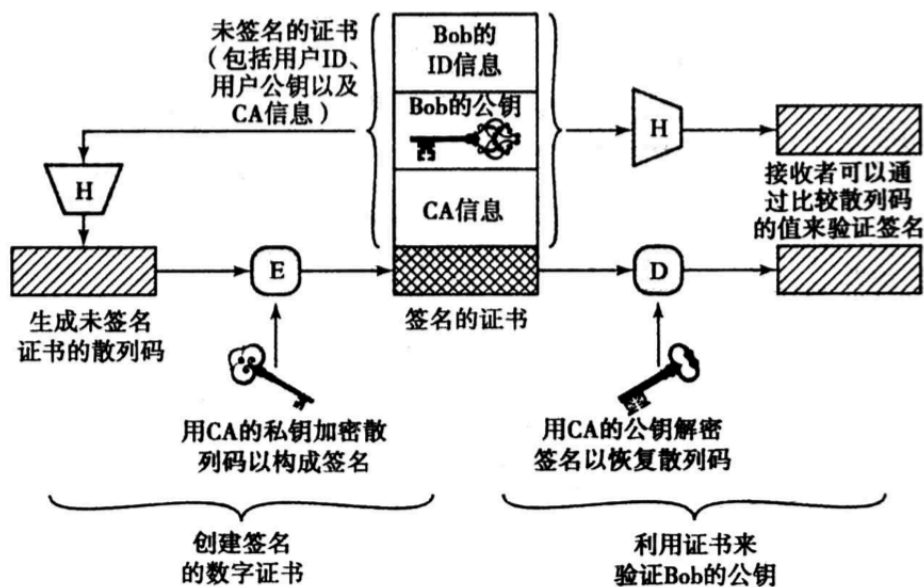 未签名的证书
（包括用户ID、
用户公钥以及
CA信息）
Bob的
ID信息
Bob的公钥
CA信息
H
H
接收者可以通
过比较散列码
的值来验证签名
E
D
生成未签名
证书的散列码
签名的证书
用CA的私钥加密散
列码以构成签名
用CA的公钥解密
签名以恢复散列码
创建签名
的数字证书
利用证书来
验证Bob的公钥